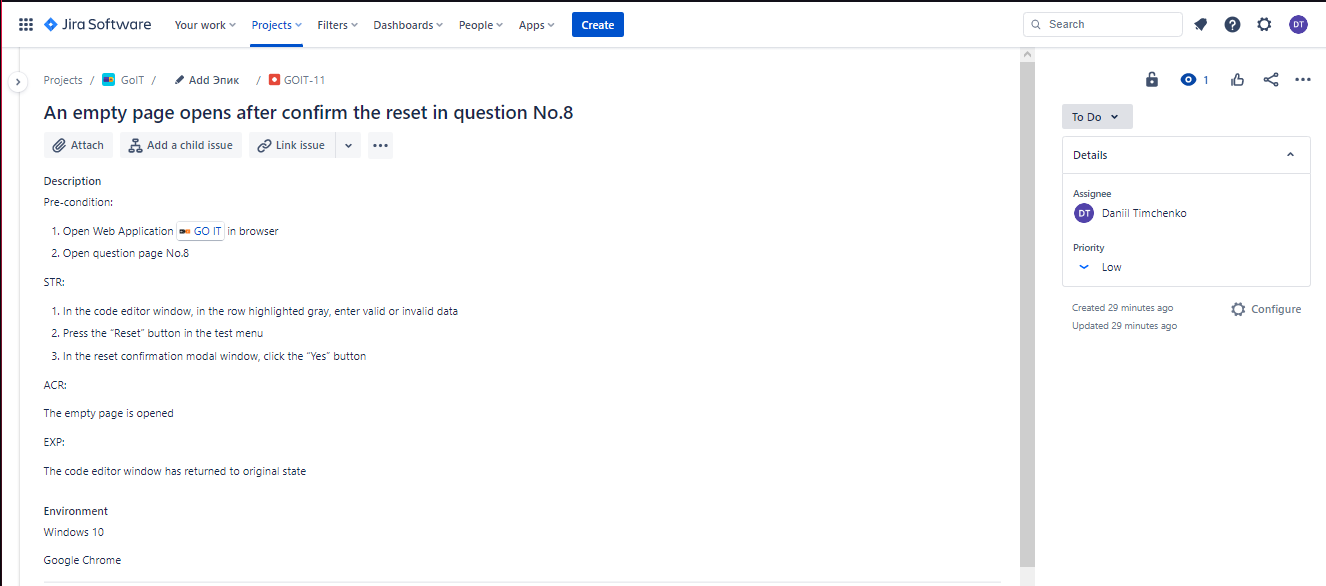 Jira Software Your work Projects Filters Dashboards People Apps Create Search DT
Projects / GoIT / Add Эпик / GOIT-11
1
An empty page opens after confirm the reset in question No.8
Attach Add a child issue Link issue
Description
Pre-condition:
1. Open Web Application GO IT in browser
2. Open question page No.8
STR:
1. In the code editor window, in the row highlighted gray, enter valid or invalid data
2. Press the “Reset” button in the test menu
3. In the reset confirmation modal window, click the “Yes” button
ACR:
The empty page is opened
EXP:
The code editor window has returned to original state
Environment
Windows 10
Google Chrome
To Do
Details
Assignee
DT Daniil Timchenko
Priority
Low
Created 29 minutes ago
Updated 29 minutes ago
Configure